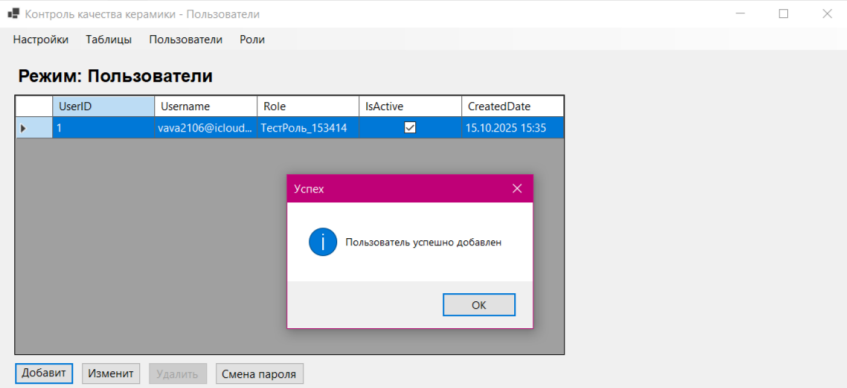 Контроль качества керамики - Пользователи
Настройки Таблицы Пользователи Роли
Режим: Пользователи
UserID Username Role IsActive CreatedDate
1 vava2106@icloud... ТестРоль_153414 15.10.2025 15:35
Успех
Пользователь успешно добавлен
OK
Добавит Изменит Удалить Смена пароля